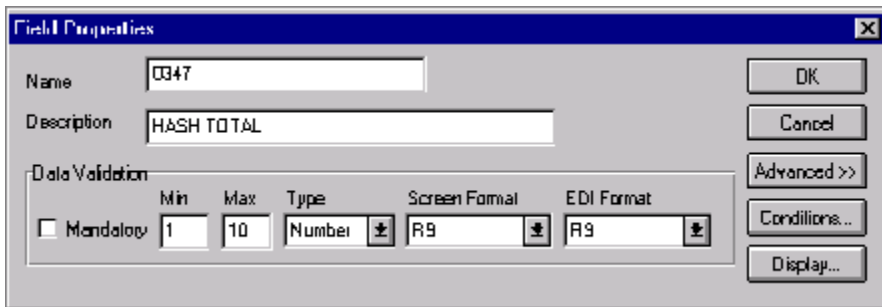 Field Properties
Name 0347 OK
Description HASH TOTAL Cancel
Data Validation Advanced >>
Min Max Type Screen Format EDI Format
Mandatory 1 10 Number R9 R9 Conditions...
Display...